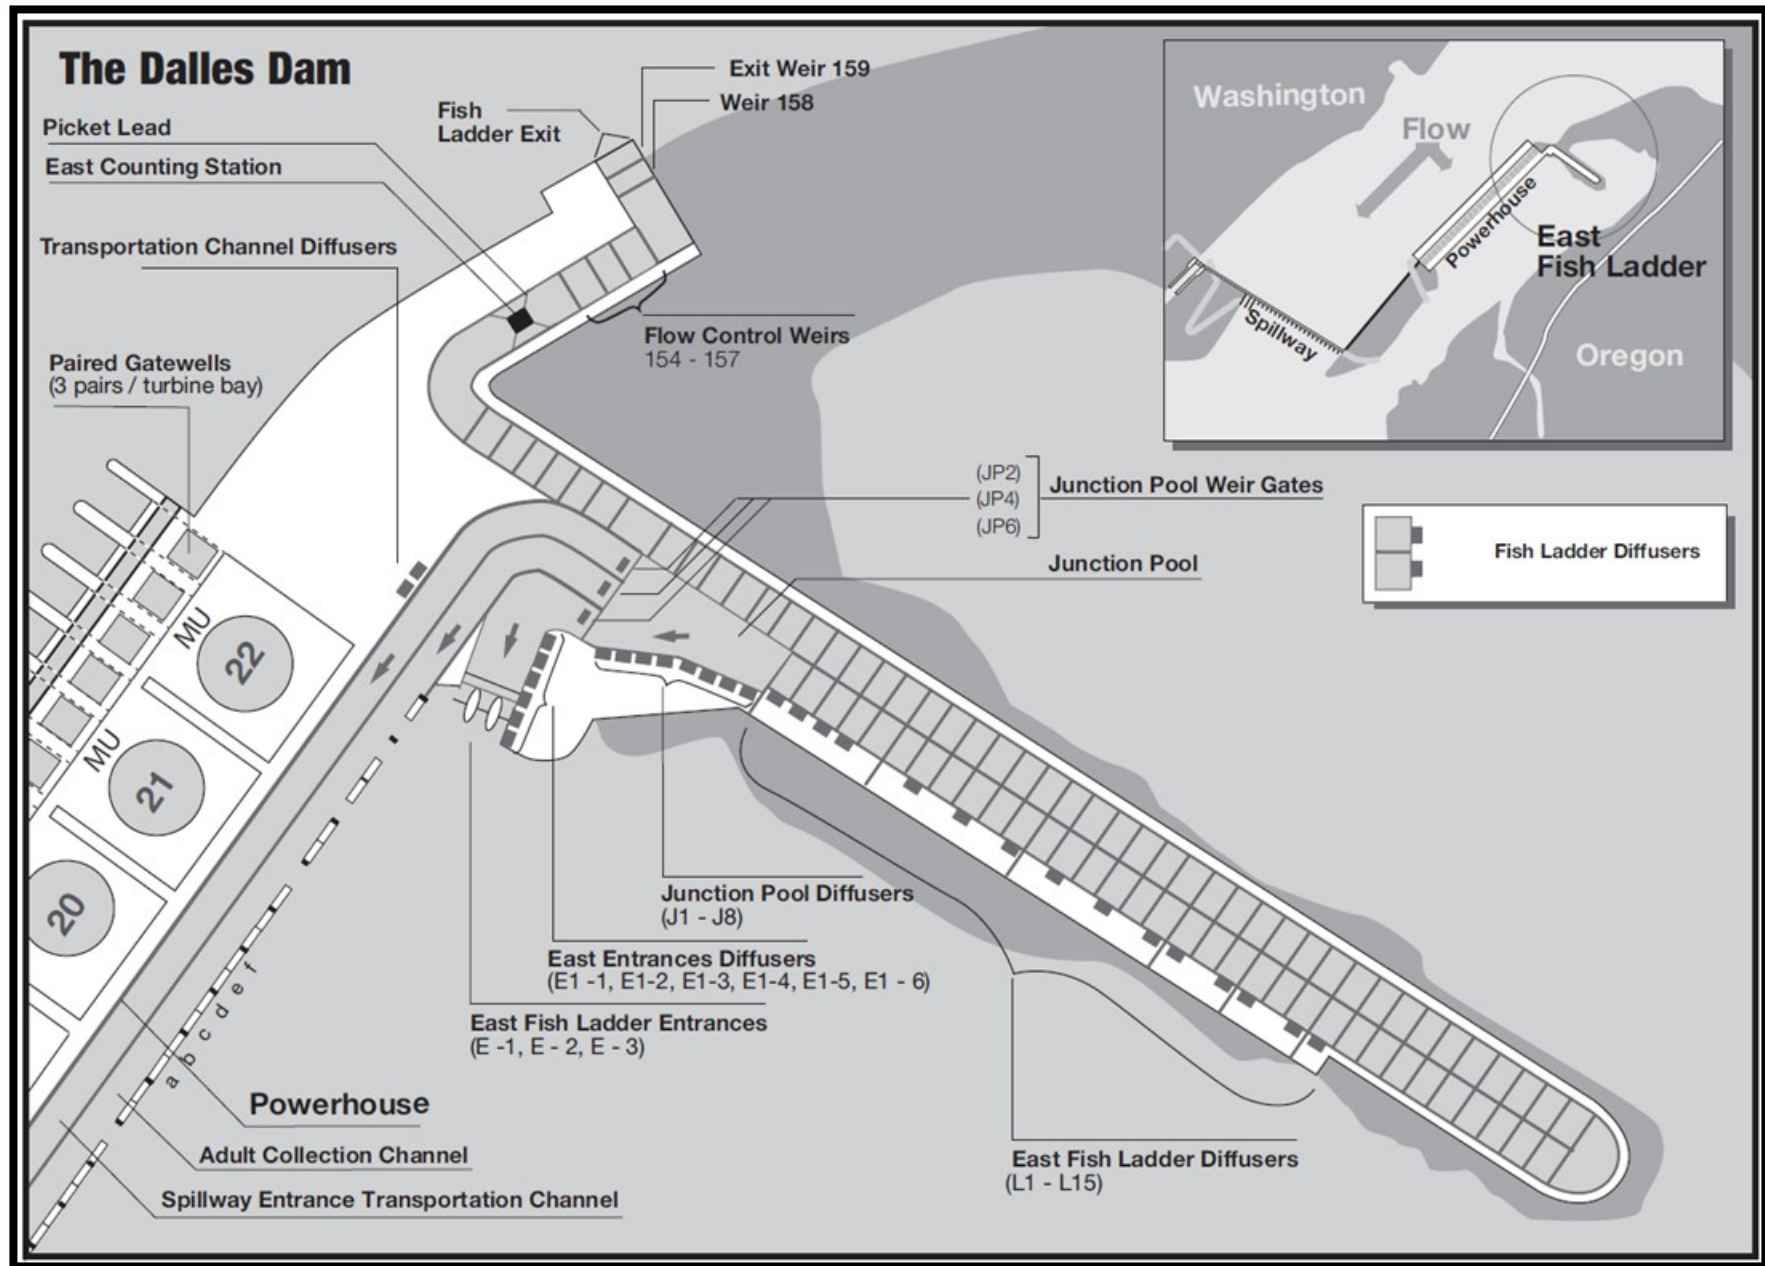 The Dalles Dam
Exit Weir 159
Weir 158
Fish
Ladder Exit
Picket Lead
East Counting Station
Transportation Channel Diffusers
Flow Control Weirs
154 - 157
Paired Gatewells
(3 pairs / turbine bay)
Washington
Flow
Powerhouse
East
Fish Ladder
Spillway
Oregon
(JP2)
(JP4)
(JP6)
Junction Pool Weir Gates
Junction Pool
Fish Ladder Diffusers
MU
22
MU
21
20
Junction Pool Diffusers
(J1 - J8)
East Entrances Diffusers
(E1 -1, E1-2, E1-3, E1-4, E1-5, E1 - 6)
East Fish Ladder Entrances
(E -1, E - 2, E - 3)
a b c d e f
Powerhouse
Adult Collection Channel
Spillway Entrance Transportation Channel
East Fish Ladder Diffusers
(L1 - L15)